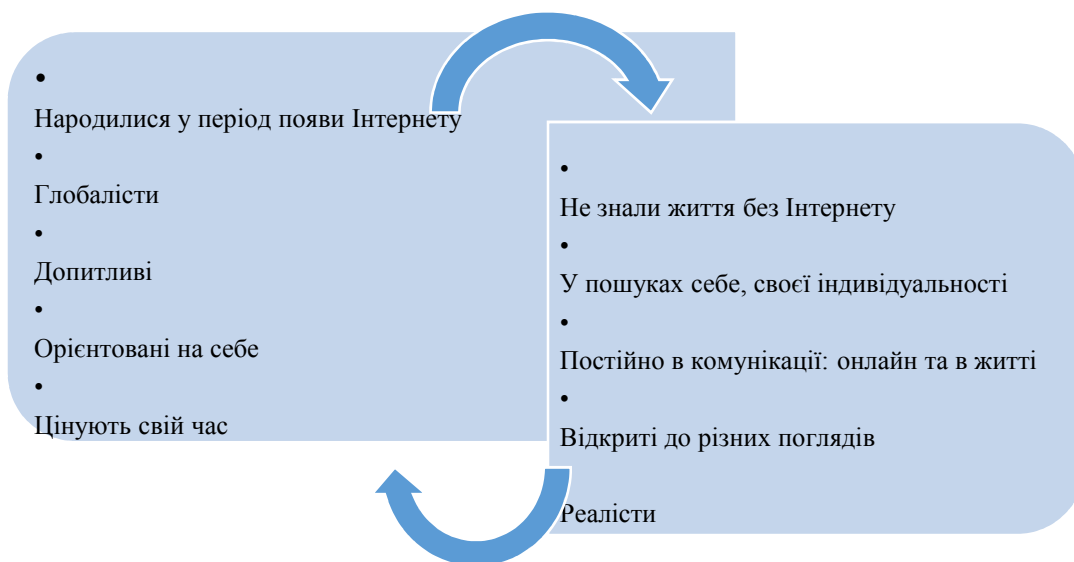 •
Народилися у період появи Інтернету
•
Глобалісти
•
Допитливі
•
Орієнтовані на себе
•
Цінують свій час
•
Не знали життя без Інтернету
•
У пошуках себе, своєї індивідуальності
•
Постійно в комунікації: онлайн та в житті
•
Відкриті до різних поглядів
Реалісти